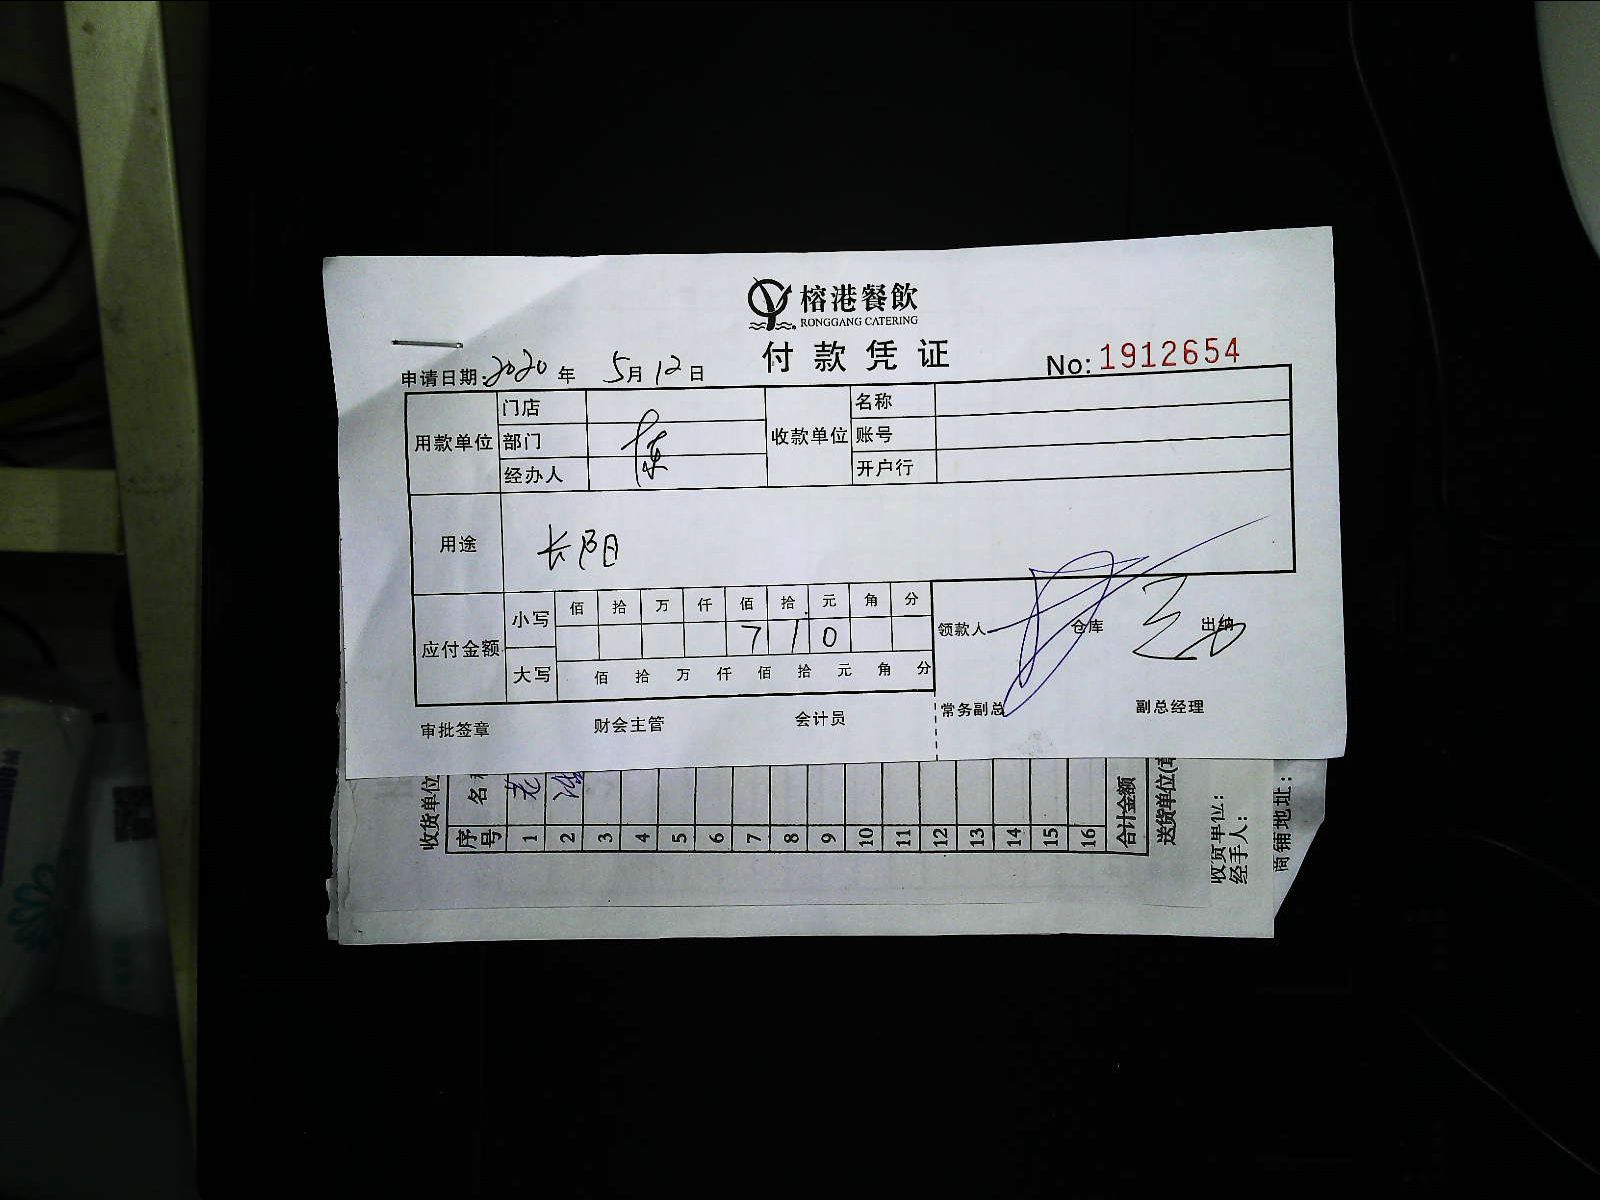 榕港餐飲
RONGGANG CATERING
付款凭证
No: 1912654
申请日期: 2020 年 5 月 12 日
用款单位 门店 收款单位 名称
部门 陈 账号
经办人 开户行
用途 长阳
应付金额 小写 佰 拾 万 仟 佰 拾 元 角 分
7 1 0
大写 佰 拾 万 仟 佰 拾 元 角 分
领款人 仓库 出纳
审批签章 财会主管 会计员 常务副总 副总经理
收货单位
序号 名
1 老
2
3
4
5
6
7
8
9
10
11
12
13
14
15
16
合计金额
送货单位(
收货单位:
经手人:
商铺地址: